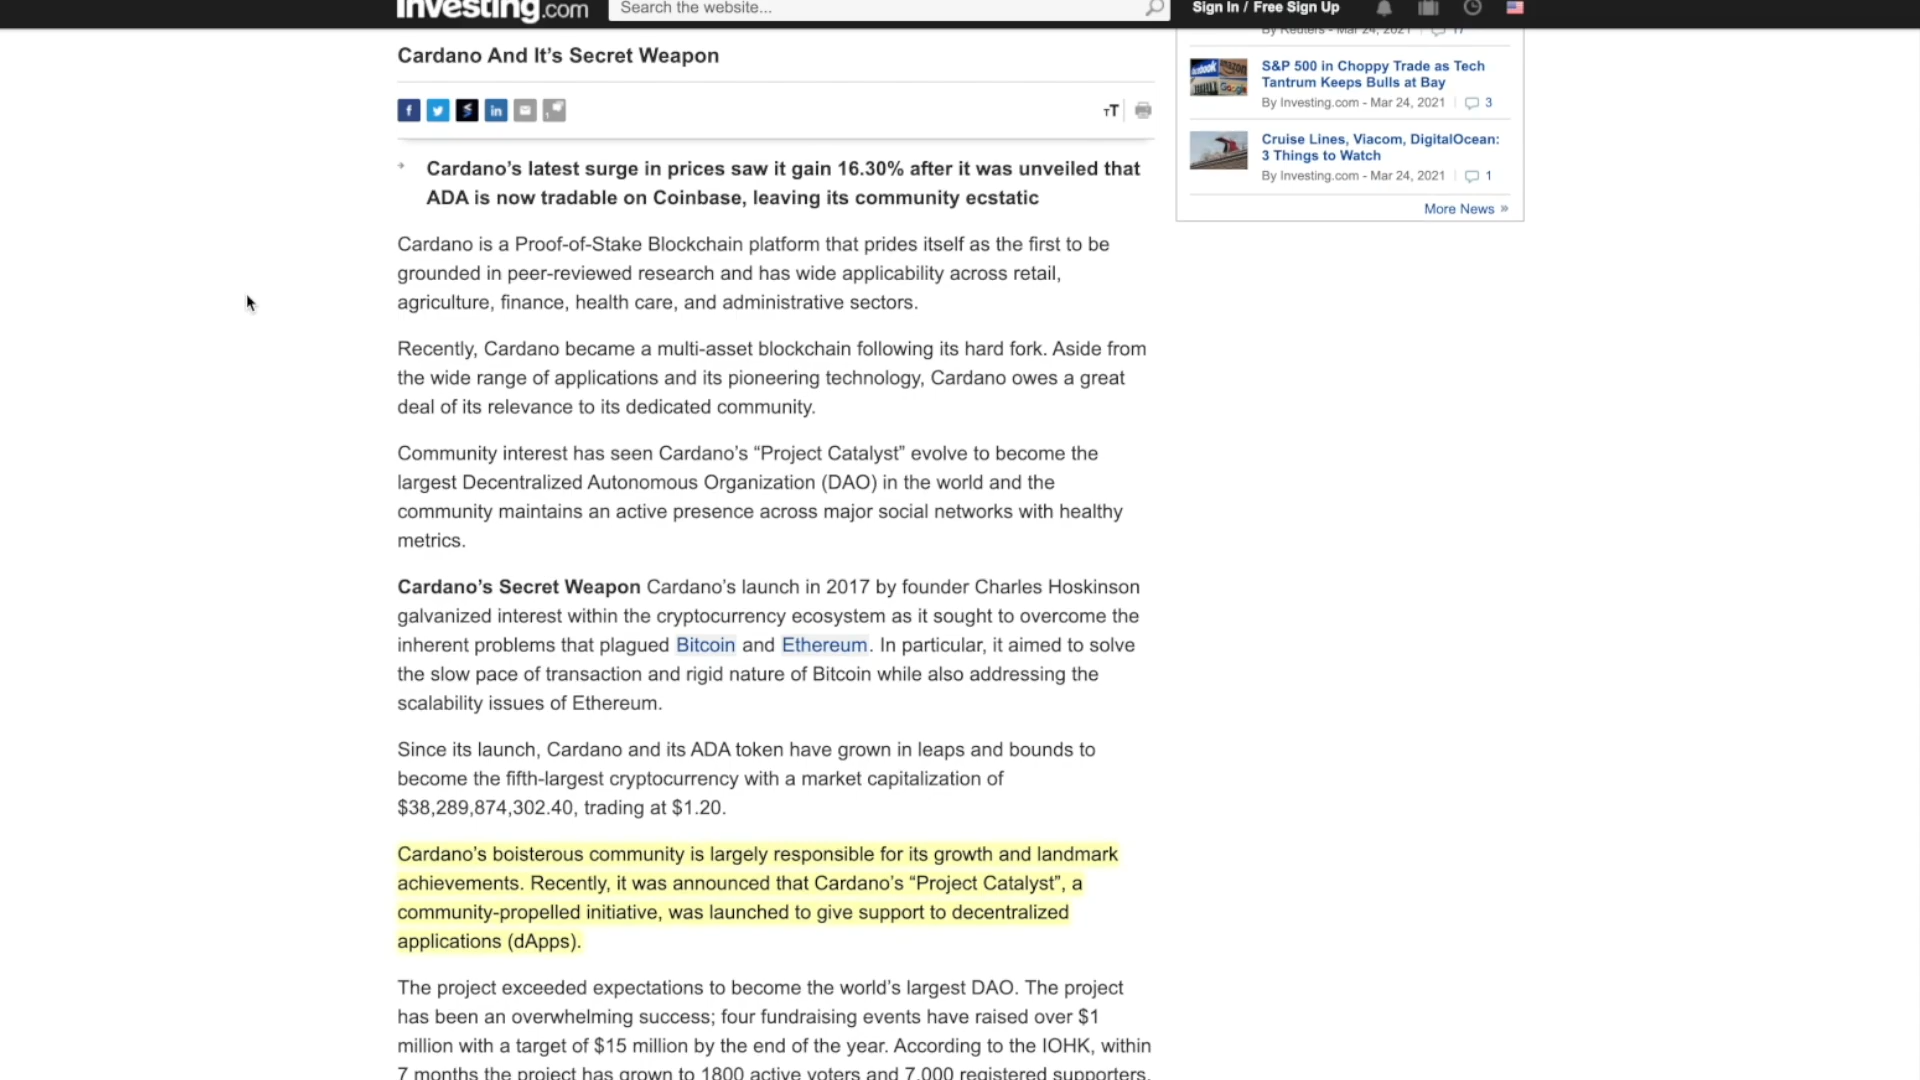 Investing.com
Search the website...
Sign In / Free Sign Up
Cardano And It's Secret Weapon
Cardano's latest surge in prices saw it gain 16.30% after it was unveiled that
ADA is now tradable on Coinbase, leaving its community ecstatic
Cardano is a Proof-of-Stake Blockchain platform that prides itself as the first to be
grounded in peer-reviewed research and has wide applicability across retail,
agriculture, finance, health care, and administrative sectors.
Recently, Cardano became a multi-asset blockchain following its hard fork. Aside from
the wide range of applications and its pioneering technology, Cardano owes a great
deal of its relevance to its dedicated community.
Community interest has seen Cardano's “Project Catalyst” evolve to become the
largest Decentralized Autonomous Organization (DAO) in the world and the
community maintains an active presence across major social networks with healthy
metrics.
Cardano's Secret Weapon Cardano's launch in 2017 by founder Charles Hoskinson
galvanized interest within the cryptocurrency ecosystem as it sought to overcome the
inherent problems that plagued Bitcoin and Ethereum. In particular, it aimed to solve
the slow pace of transaction and rigid nature of Bitcoin while also addressing the
scalability issues of Ethereum.
Since its launch, Cardano and its ADA token have grown in leaps and bounds to
become the fifth-largest cryptocurrency with a market capitalization of
$38,289,874,302.40, trading at $1.20.
Cardano's boisterous community is largely responsible for its growth and landmark
achievements. Recently, it was announced that Cardano's “Project Catalyst”, a
community-propelled initiative, was launched to give support to decentralized
applications (dApps).
The project exceeded expectations to become the world's largest DAO. The project
has been an overwhelming success; four fundraising events have raised over $1
million with a target of $15 million by the end of the year. According to the IOHK, within
7 months the project has grown to 1800 active voters and 7,000 registered supporters.
By Reuters - Mar 24, 2021 17
S&P 500 in Choppy Trade as Tech
Tantrum Keeps Bulls at Bay
By Investing.com - Mar 24, 2021 3
Cruise Lines, Viacom, DigitalOcean:
3 Things to Watch
By Investing.com - Mar 24, 2021 1
More News »
facebook
amazon
Google